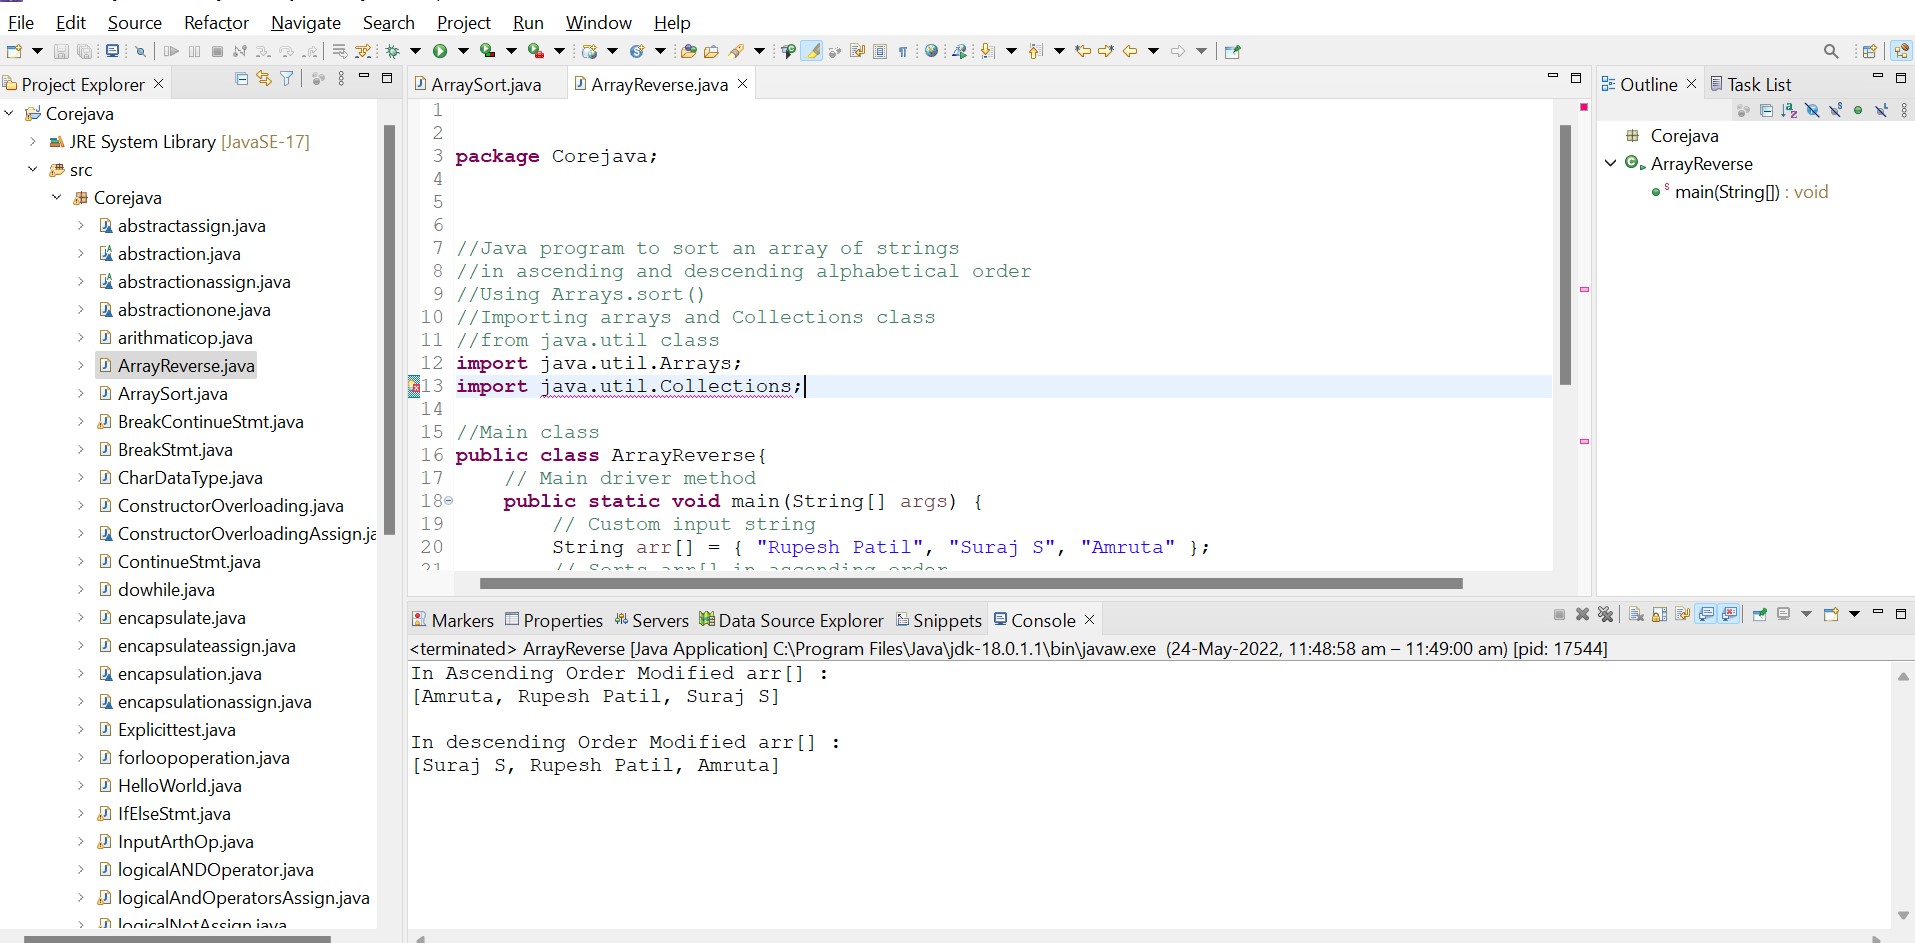 File Edit Source Refactor Navigate Search Project Run Window Help
Project Explorer
Corejava
JRE System Library [JavaSE-17]
src
Corejava
abstractassign.java
abstraction.java
abstractionassign.java
abstractionone.java
arithmaticop.java
ArrayReverse.java
ArraySort.java
BreakContinueStmt.java
BreakStmt.java
CharDataType.java
ConstructorOverloading.java
ConstructorOverloadingAssign.ja
ContinueStmt.java
dowhile.java
encapsulate.java
encapsulateassign.java
encapsulation.java
encapsulationassign.java
Explicittest.java
forloopoperation.java
HelloWorld.java
IfElseStmt.java
InputArthOp.java
logicalANDOperator.java
logicalAndOperatorsAssign.java
logicalNotAssign.java
ArraySort.java ArrayReverse.java
1
2
3 package Corejava;
4
5
6
7 //Java program to sort an array of strings
8 //in ascending and descending alphabetical order
9 //Using Arrays.sort()
10 //Importing arrays and Collections class
11 //from java.util class
12 import java.util.Arrays;
13 import java.util.Collections;
14
15 //Main class
16 public class ArrayReverse{
17 // Main driver method
18 public static void main(String[] args) {
19 // Custom input string
20 String arr[] = { "Rupesh Patil", "Suraj S", "Amruta" };
21 // Sorts arr[] in ascending order
Outline Task List
Corejava
ArrayReverse
main(String[]) : void
Markers Properties Servers Data Source Explorer Snippets Console
<terminated> ArrayReverse [Java Application] C:\Program Files\Java\jdk-18.0.1.1\bin\javaw.exe (24-May-2022, 11:48:58 am – 11:49:00 am) [pid: 17544]
In Ascending Order Modified arr[] :
[Amruta, Rupesh Patil, Suraj S]
In descending Order Modified arr[] :
[Suraj S, Rupesh Patil, Amruta]